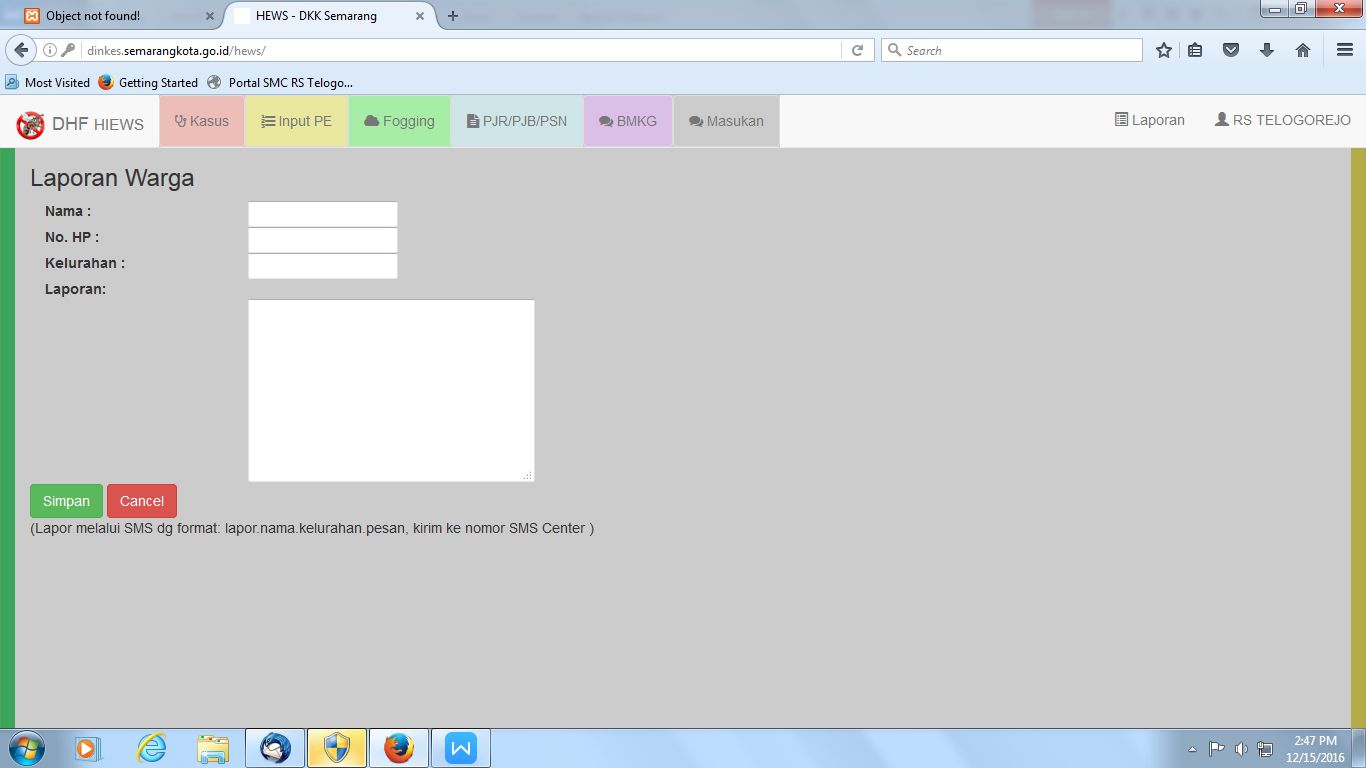 Object not found!
HEWS - DKK Semarang
dinkes.semarangkota.go.id/hews/
Search
Most Visited
Getting Started
Portal SMC RS Telogo...
DHF HIEWS
Kasus
Input PE
Fogging
PJR/PJB/PSN
BMKG
Masukan
Laporan
RS TELOGOREJO
Laporan Warga
Nama :
No. HP :
Kelurahan :
Laporan:
Simpan
Cancel
(Lapor melalui SMS dg format: lapor.nama.kelurahan.pesan, kirim ke nomor SMS Center )
2:47 PM
12/15/2016